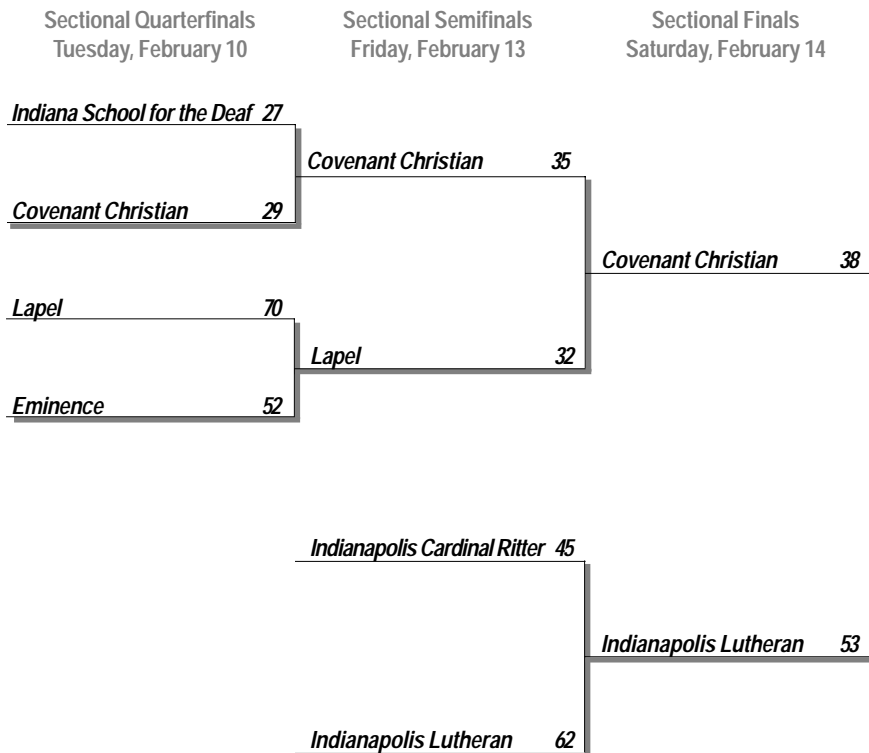 Sectional Quarterfinals
Tuesday, February 10
Sectional Semifinals
Friday, February 13
Sectional Finals
Saturday, February 14
Indiana School for the Deaf 27
Covenant Christian 35
Covenant Christian 29
Covenant Christian 38
Lapel 70
Lapel 32
Eminence 52
Indianapolis Cardinal Ritter 45
Indianapolis Lutheran 53
Indianapolis Lutheran 62